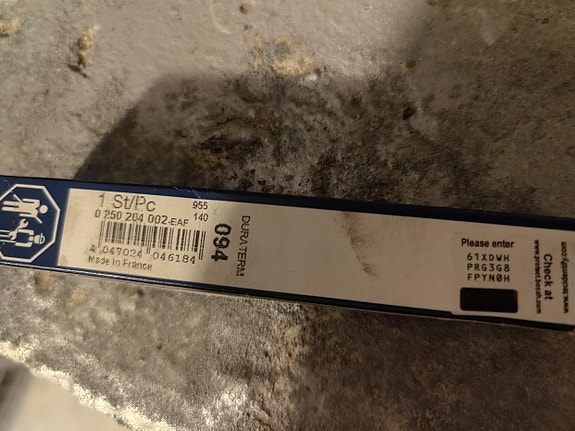 1 St/Pc
955
0 250 204 002-EAF
140
4 047024 046184
Made in France
094
DURATERM
Please enter
61XDWH
PRG3G8
FPYN0H
Check at
www.protect.bosch.com